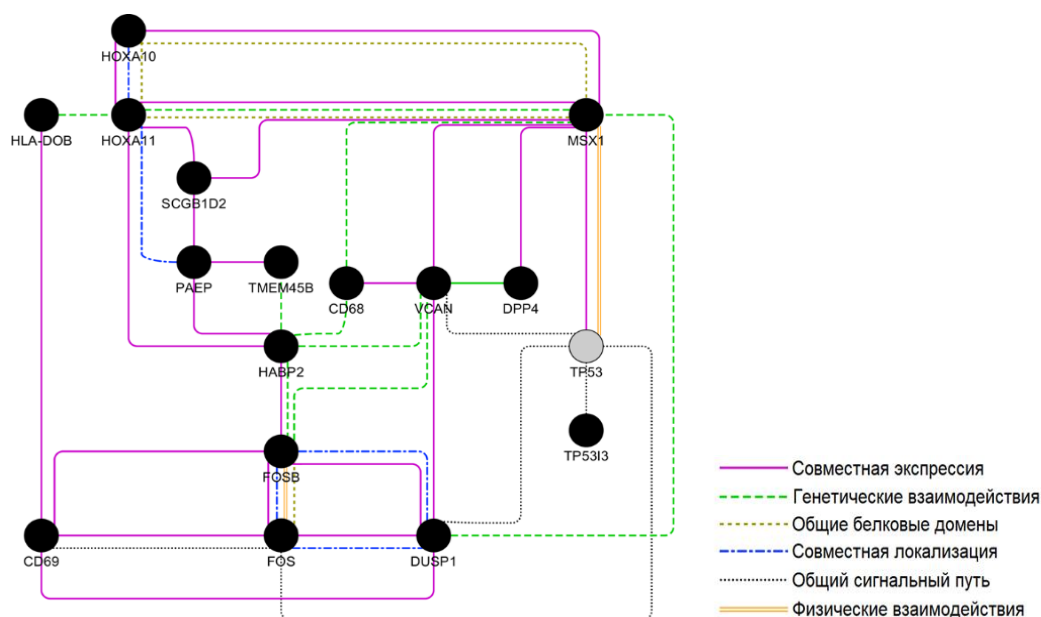 HOXA10
HLA-DOB
HOXA11
MSX1
SCGB1D2
PAEP
TMEM45B
CD68
VCAN
DPP4
HABP2
TP53
TP53I3
FOSB
CD69
FOS
DUSP1
Совместная экспрессия
Генетические взаимодействия
Общие белковые домены
Совместная локализация
Общий сигнальный путь
Физические взаимодействия